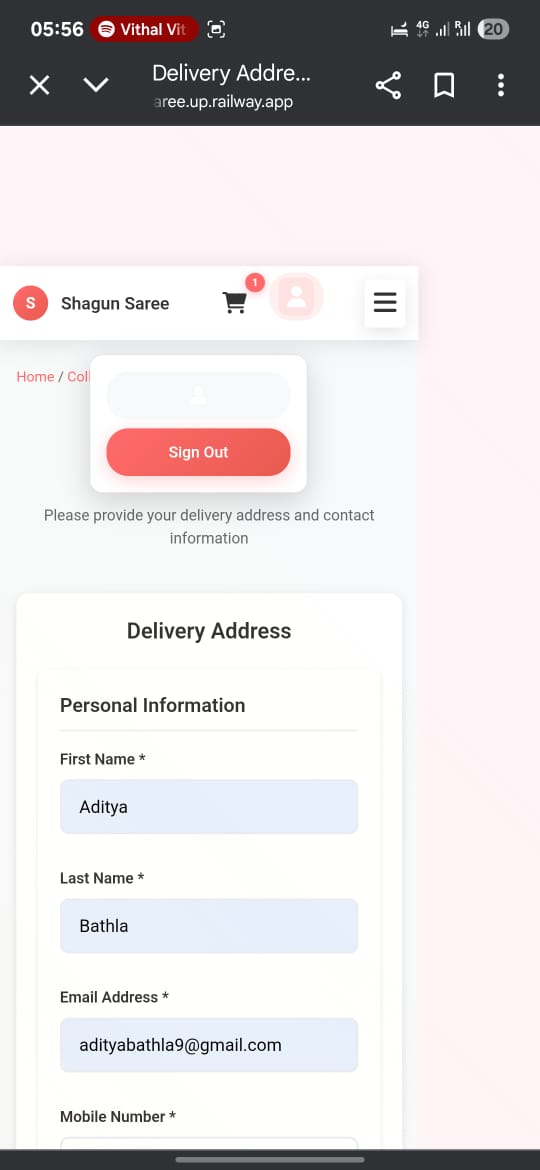 05:56
Vithal Vit
4G
R
20
Delivery Addre...
aree.up.railway.app
S
Shagun Saree
1
Home / Coll
Sign Out
Please provide your delivery address and contact
information
Delivery Address
Personal Information
First Name *
Aditya
Last Name *
Bathla
Email Address *
adityabathla9@gmail.com
Mobile Number *